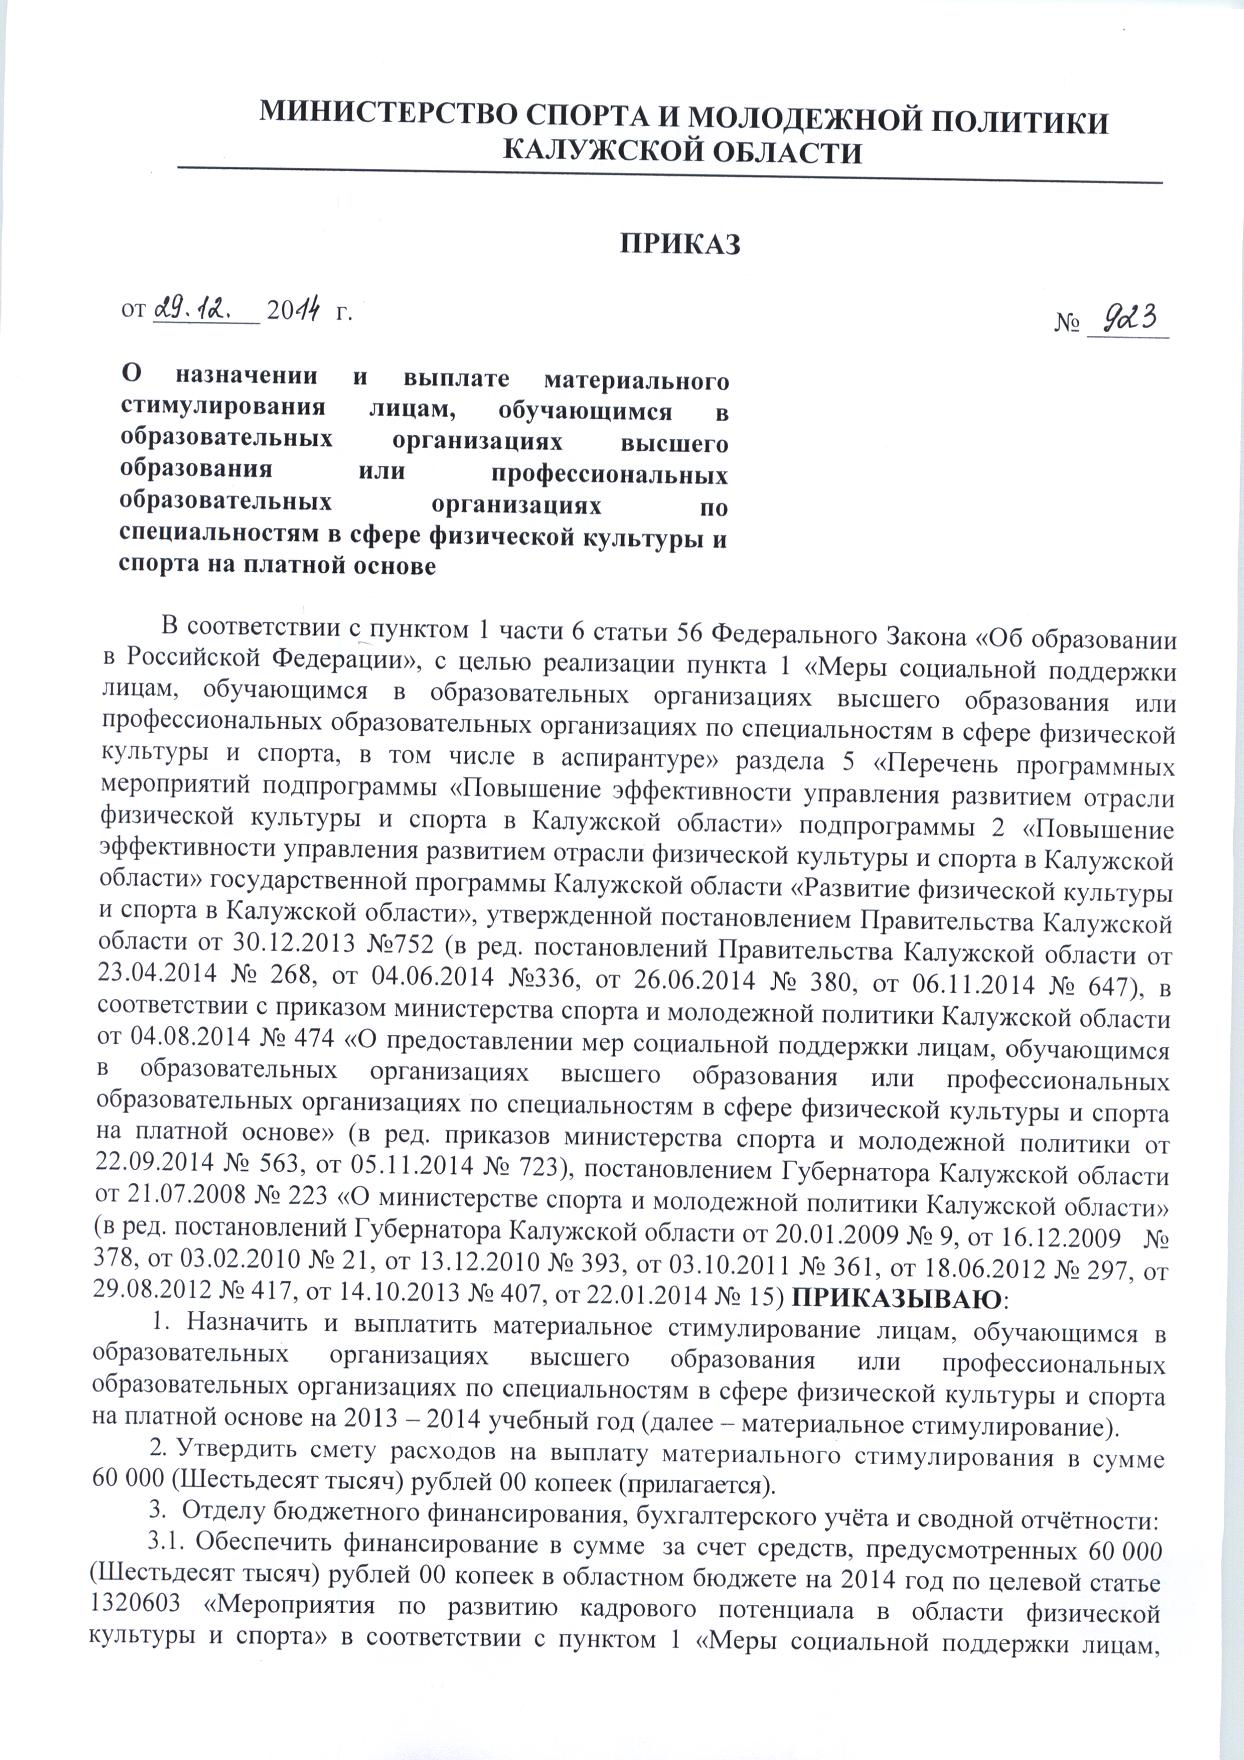 МИНИСТЕРСТВО СПОРТА И МОЛОДЕЖНОЙ ПОЛИТИКИ
КАЛУЖСКОЙ ОБЛАСТИ
ПРИКАЗ
от 29.12. 2014 г.
№ 923
О назначении и выплате материального
стимулирования лицам, обучающимся в
образовательных организациях высшего
образования или профессиональных
образовательных организациях по
специальностям в сфере физической культуры и
спорта на платной основе
В соответствии с пунктом 1 части 6 статьи 56 Федерального Закона «Об образовании
в Российской Федерации», с целью реализации пункта 1 «Меры социальной поддержки
лицам, обучающимся в образовательных организациях высшего образования или
профессиональных образовательных организациях по специальностям в сфере физической
культуры и спорта, в том числе в аспирантуре» раздела 5 «Перечень программных
мероприятий подпрограммы «Повышение эффективности управления развитием отрасли
физической культуры и спорта в Калужской области» подпрограммы 2 «Повышение
эффективности управления развитием отрасли физической культуры и спорта в Калужской
области» государственной программы Калужской области «Развитие физической культуры
и спорта в Калужской области», утвержденной постановлением Правительства Калужской
области от 30.12.2013 №752 (в ред. постановлений Правительства Калужской области от
23.04.2014 № 268, от 04.06.2014 №336, от 26.06.2014 № 380, от 06.11.2014 № 647), в
соответствии с приказом министерства спорта и молодежной политики Калужской области
от 04.08.2014 № 474 «О предоставлении мер социальной поддержки лицам, обучающимся
в образовательных организациях высшего образования или профессиональных
образовательных организациях по специальностям в сфере физической культуры и спорта
на платной основе» (в ред. приказов министерства спорта и молодежной политики от
22.09.2014 № 563, от 05.11.2014 № 723), постановлением Губернатора Калужской области
от 21.07.2008 № 223 «О министерстве спорта и молодежной политики Калужской области»
(в ред. постановлений Губернатора Калужской области от 20.01.2009 № 9, от 16.12.2009 №
378, от 03.02.2010 № 21, от 13.12.2010 № 393, от 03.10.2011 № 361, от 18.06.2012 № 297, от
29.08.2012 № 417, от 14.10.2013 № 407, от 22.01.2014 № 15) ПРИКАЗЫВАЮ:
1. Назначить и выплатить материальное стимулирование лицам, обучающимся в
образовательных организациях высшего образования или профессиональных
образовательных организациях по специальностям в сфере физической культуры и спорта
на платной основе на 2013 – 2014 учебный год (далее – материальное стимулирование).
2. Утвердить смету расходов на выплату материального стимулирования в сумме
60 000 (Шестьдесят тысяч) рублей 00 копеек (прилагается).
3. Отделу бюджетного финансирования, бухгалтерского учёта и сводной отчётности:
3.1. Обеспечить финансирование в сумме за счет средств, предусмотренных 60 000
(Шестьдесят тысяч) рублей 00 копеек в областном бюджете на 2014 год по целевой статье
1320603 «Мероприятия по развитию кадрового потенциала в области физической
культуры и спорта» в соответствии с пунктом 1 «Меры социальной поддержки лицам,